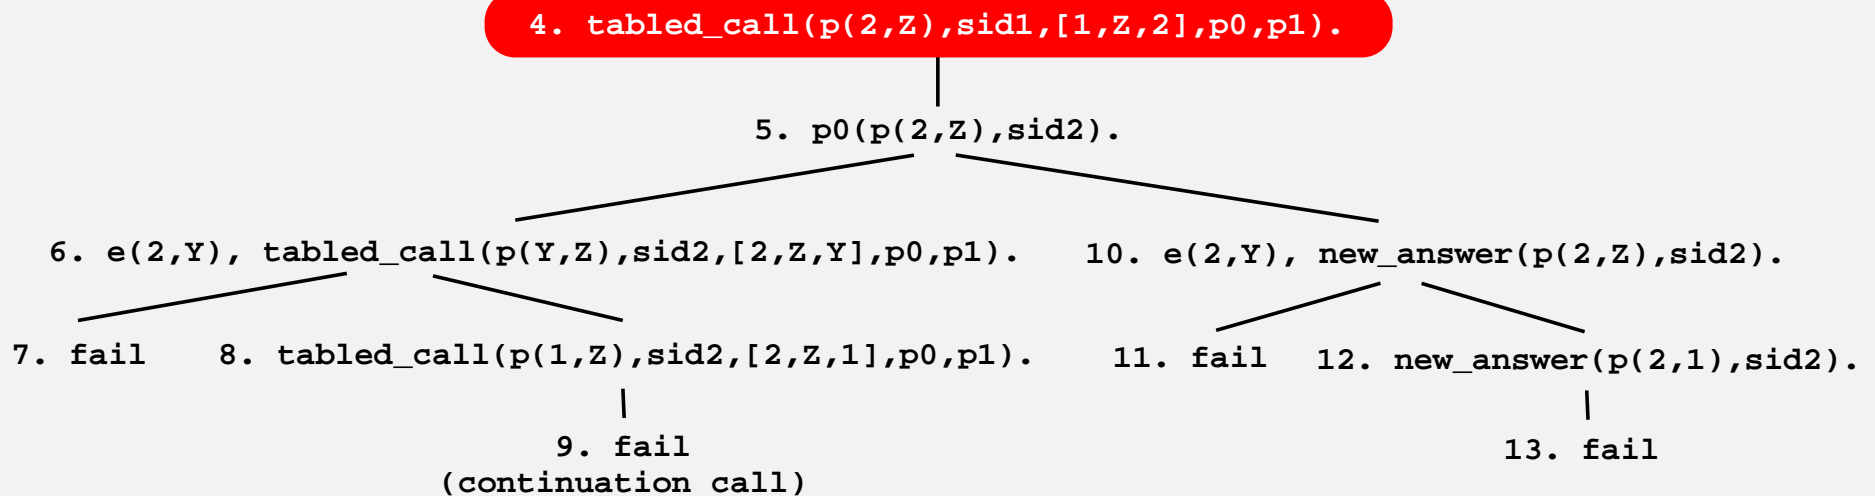 4. tabled_call(p(2,Z),sid1,[1,Z,2],p0,p1).
5. p0(p(2,Z),sid2).
6. e(2,Y), tabled_call(p(Y,Z),sid2,[2,Z,Y],p0,p1).
10. e(2,Y), new_answer(p(2,Z),sid2).
7. fail
8. tabled_call(p(1,Z),sid2,[2,Z,1],p0,p1).
11. fail
12. new_answer(p(2,1),sid2).
9. fail
(continuation call)
13. fail